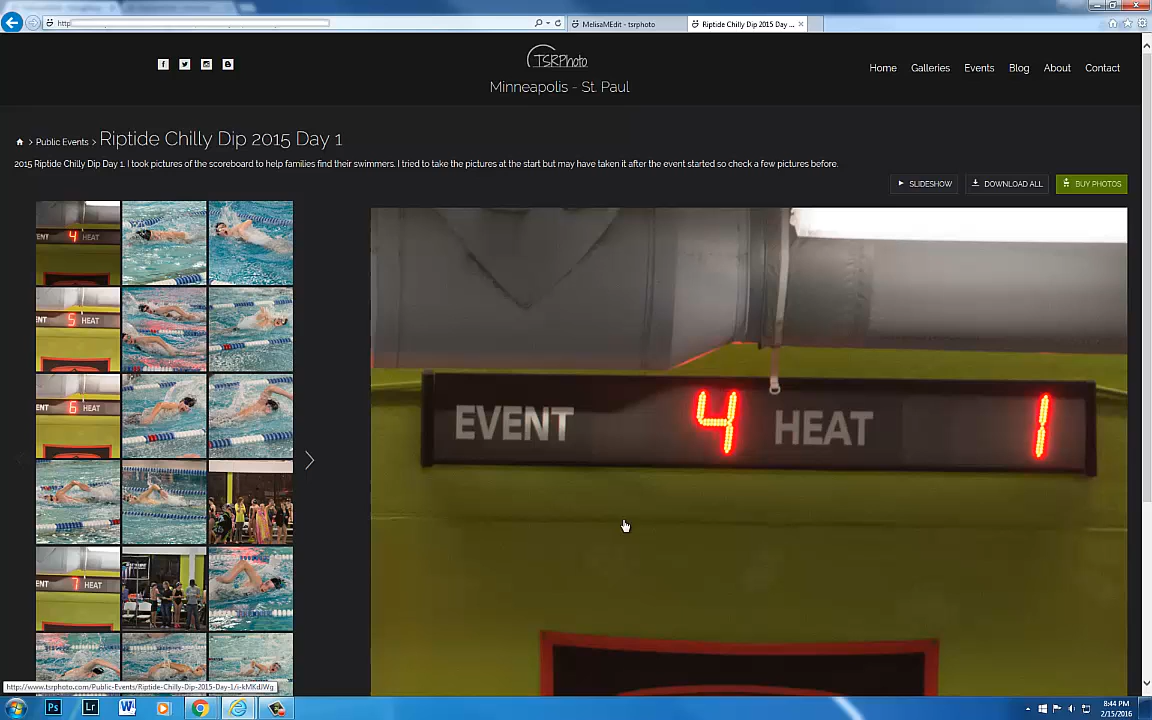 http
MelisaMEdit - tsrphoto
Riptide Chilly Dip 2015 Day ...
TSRPhoto
Minneapolis - St. Paul
Home Galleries Events Blog About Contact
> Public Events > Riptide Chilly Dip 2015 Day 1
2015 Riptide Chilly Dip Day 1. I took pictures of the scoreboard to help families find their swimmers. I tried to take the pictures at the start but may have taken it after the event started so check a few pictures before.
SLIDESHOW DOWNLOAD ALL BUY PHOTOS
ENT 4 HEAT
ENT 5 HEAT
ENT 6 HEAT
ENT 7 HEAT
EVENT 4 HEAT 1
http://www.tsrphoto.com/Public-Events/Riptide-Chilly-Dip-2015-Day-1/i-kMKdJWg
Ps Lr W
8:44 PM
2/15/2016